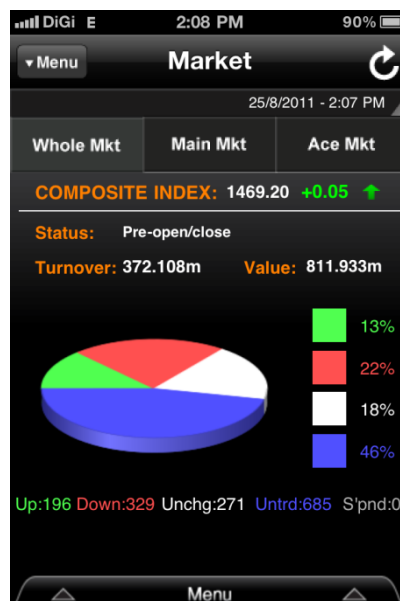 DiGi E 2:08 PM 90%
Menu Market
25/8/2011 - 2:07 PM
Whole Mkt Main Mkt Ace Mkt
COMPOSITE INDEX: 1469.20 +0.05
Status: Pre-open/close
Turnover: 372.108m Value: 811.933m
13%
22%
18%
46%
Up:196 Down:329 Unchg:271 Untrd:685 S'pnd:0
Menu